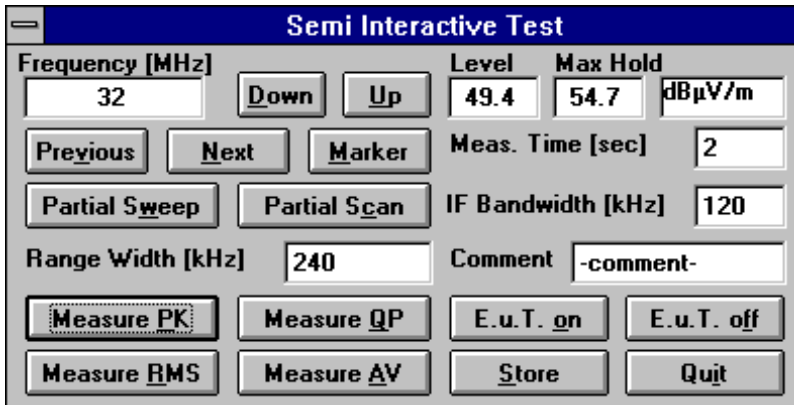 Semi Interactive Test
Frequency [MHz] Level Max Hold
32 Down Up 49.4 54.7 dBµV/m
Previous Next Marker Meas. Time [sec] 2
Partial Sweep Partial Scan IF Bandwidth [kHz] 120
Range Width [kHz] 240 Comment -comment-
Measure PK Measure QP E.u.T. on E.u.T. off
Measure RMS Measure AV Store Quit